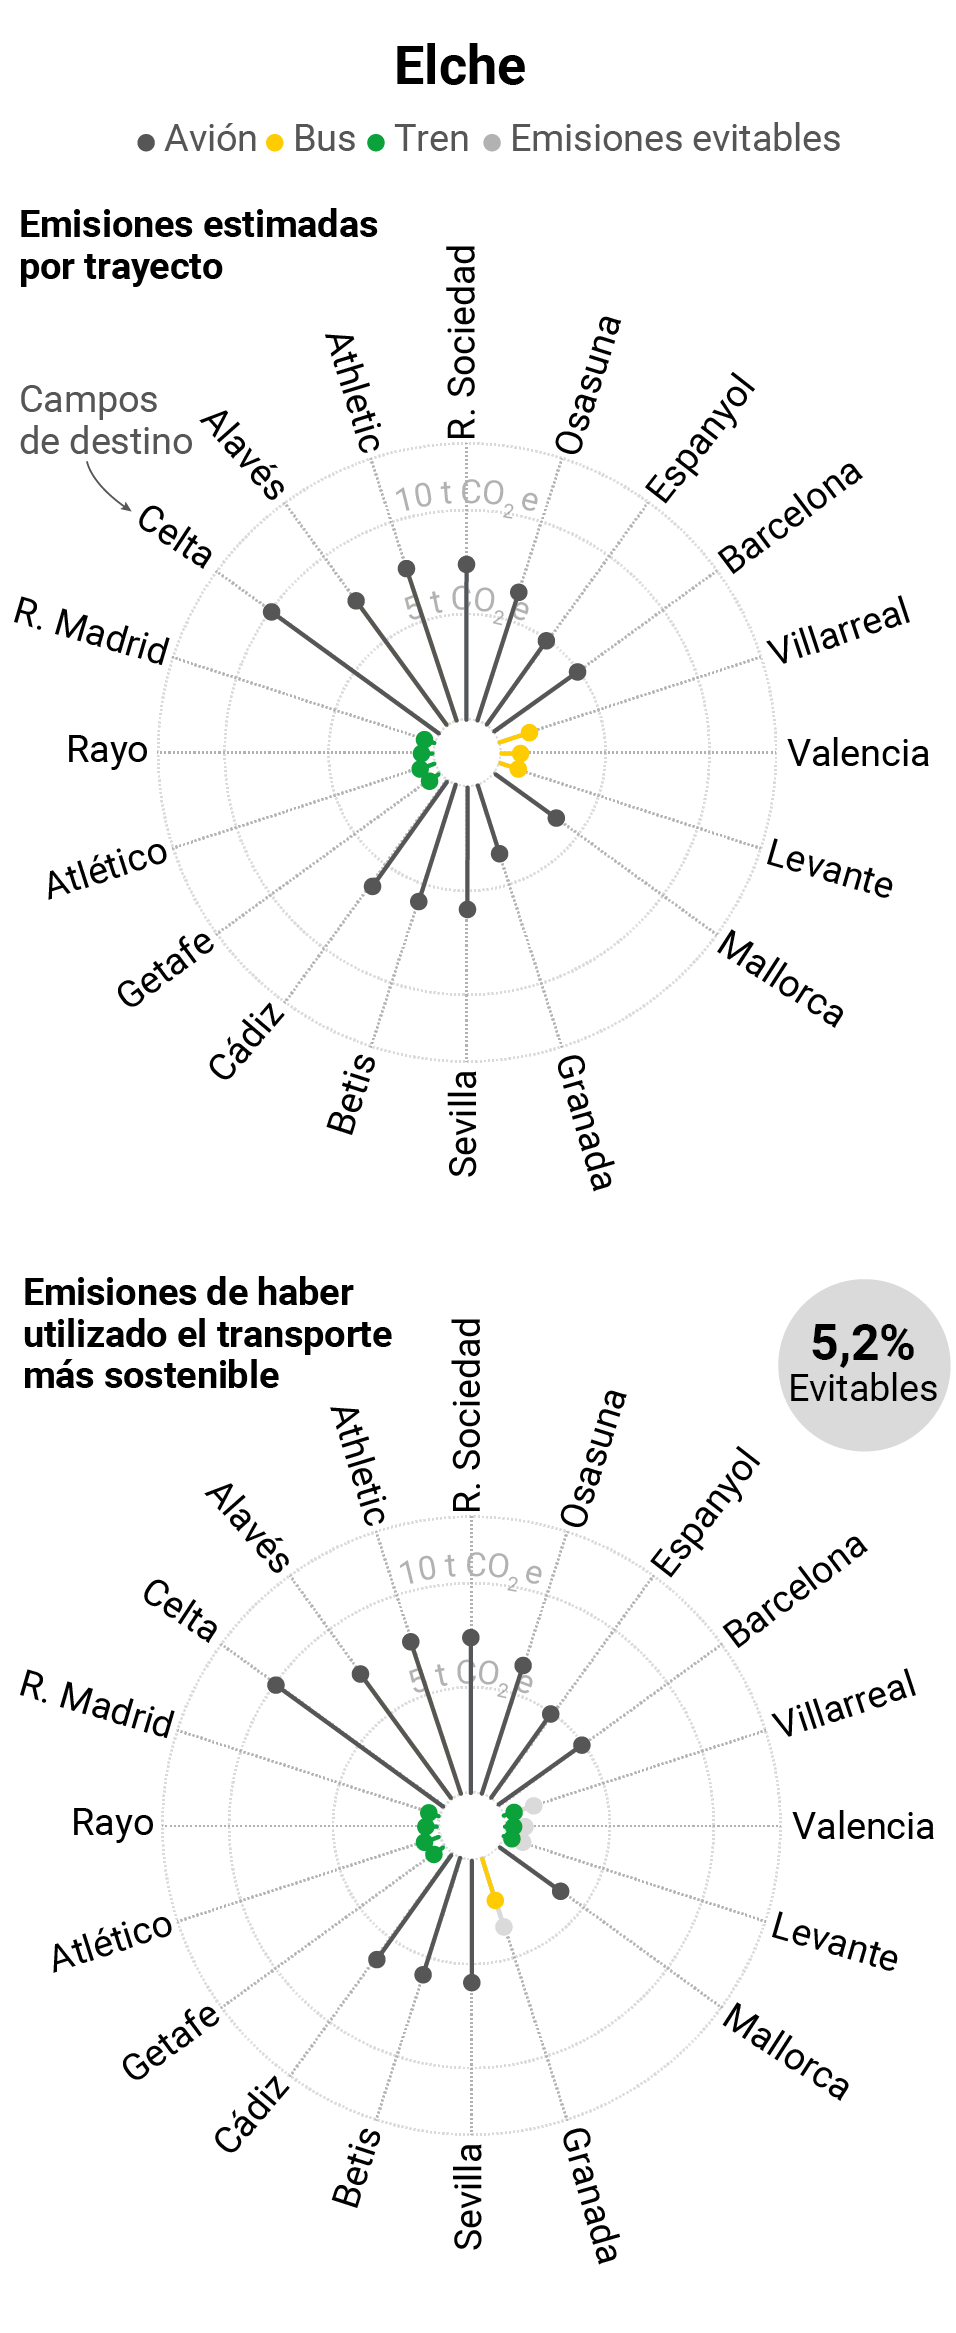 Elche
Avión Bus Tren Emisiones evitables
Emisiones estimadas
por trayecto
Campos
de destino
R. Sociedad
Osasuna
Espanyol
Barcelona
Villarreal
Valencia
Levante
Mallorca
Granada
Sevilla
Betis
Cádiz
Getafe
Atlético
Rayo
R. Madrid
Celta
Alavés
Athletic
10 t CO2 e
5 t CO2 e
Emisiones de haber
utilizado el transporte
más sostenible
5,2%
Evitables
R. Sociedad
Osasuna
Espanyol
Barcelona
Villarreal
Valencia
Levante
Mallorca
Granada
Sevilla
Betis
Cádiz
Getafe
Atlético
Rayo
R. Madrid
Celta
Alavés
Athletic
10 t CO2 e
5 t CO2 e